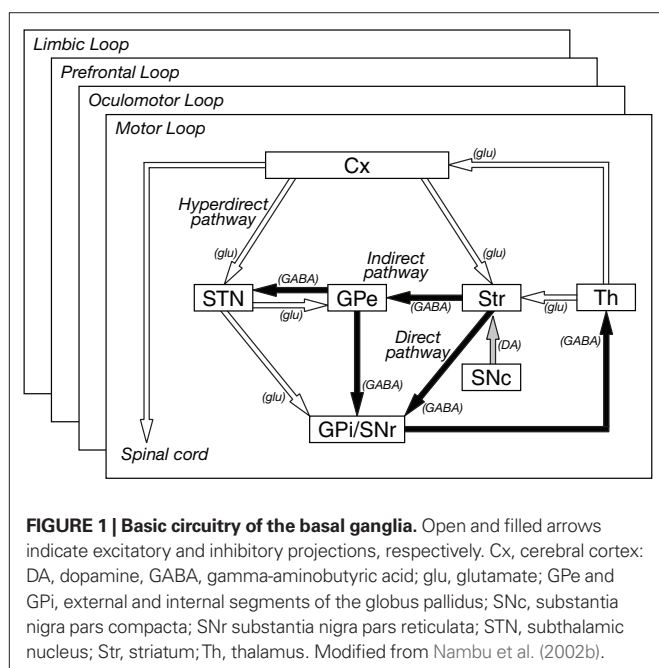 Limbic Loop
Prefrontal Loop
Oculomotor Loop
Motor Loop
(glu)
Cx
Hyperdirect
pathway
(glu)
(glu)
Indirect
pathway
(GABA)
STN
GPe
(GABA)
Str
Th
(glu)
(glu)
(GABA)
Direct
pathway
(DA)
SNc
(glu)
(GABA)
(GABA)
GPi/SNr
Spinal cord
FIGURE 1 | Basic circuitry of the basal ganglia. Open and filled arrows
indicate excitatory and inhibitory projections, respectively. Cx, cerebral cortex:
DA, dopamine, GABA, gamma-aminobutyric acid; glu, glutamate; GPe and
GPi, external and internal segments of the globus pallidus; SNc, substantia
nigra pars compacta; SNr substantia nigra pars reticulata; STN, subthalamic
nucleus; Str, striatum; Th, thalamus. Modified from Nambu et al. (2002b).